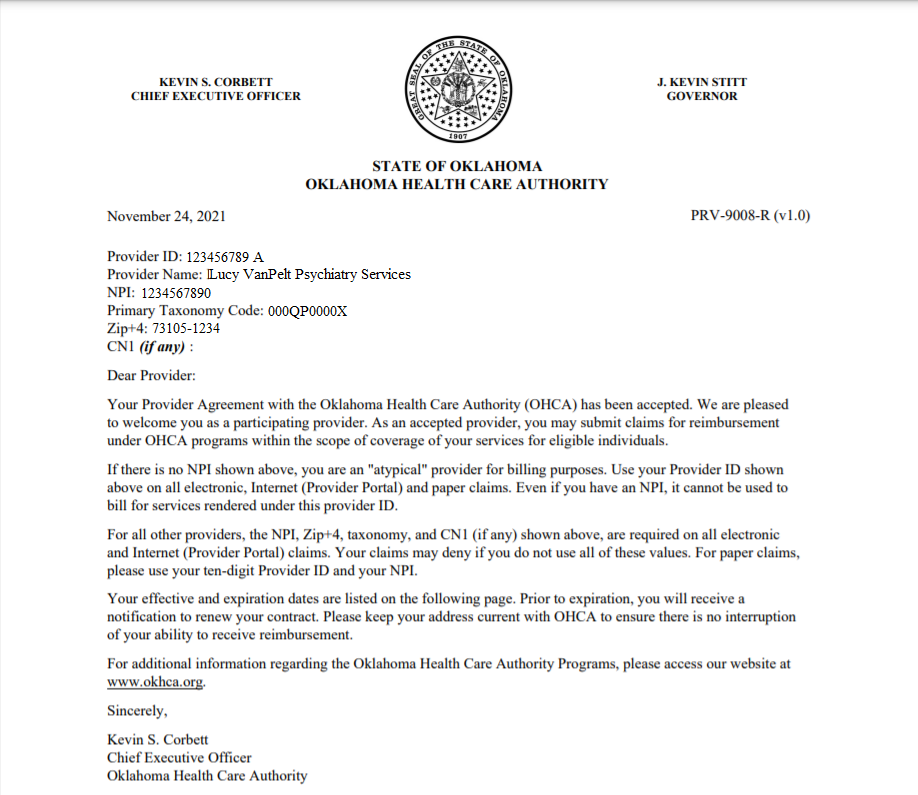 KEVIN S. CORBETT
CHIEF EXECUTIVE OFFICER
GREAT SEAL OF THE STATE OF OKLAHOMA
1907
J. KEVIN STITT
GOVERNOR
STATE OF OKLAHOMA
OKLAHOMA HEALTH CARE AUTHORITY
November 24, 2021
PRV-9008-R (v1.0)
Provider ID: 123456789 A
Provider Name: Lucy VanPelt Psychiatry Services
NPI: 1234567890
Primary Taxonomy Code: 000QP0000X
Zip+4: 73105-1234
CN1 (if any) :
Dear Provider:
Your Provider Agreement with the Oklahoma Health Care Authority (OHCA) has been accepted. We are pleased
to welcome you as a participating provider. As an accepted provider, you may submit claims for reimbursement
under OHCA programs within the scope of coverage of your services for eligible individuals.
If there is no NPI shown above, you are an "atypical" provider for billing purposes. Use your Provider ID shown
above on all electronic, Internet (Provider Portal) and paper claims. Even if you have an NPI, it cannot be used to
bill for services rendered under this provider ID.
For all other providers, the NPI, Zip+4, taxonomy, and CN1 (if any) shown above, are required on all electronic
and Internet (Provider Portal) claims. Your claims may deny if you do not use all of these values. For paper claims,
please use your ten-digit Provider ID and your NPI.
Your effective and expiration dates are listed on the following page. Prior to expiration, you will receive a
notification to renew your contract. Please keep your address current with OHCA to ensure there is no interruption
of your ability to receive reimbursement.
For additional information regarding the Oklahoma Health Care Authority Programs, please access our website at
www.okhca.org.
Sincerely,
Kevin S. Corbett
Chief Executive Officer
Oklahoma Health Care Authority